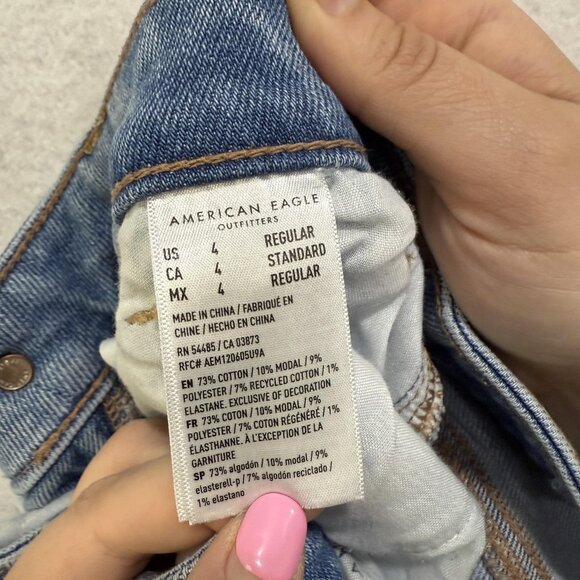 AMERICAN EAGLE
OUTFITTERS
US 4 REGULAR
CA 4 STANDARD
MX 4 REGULAR
MADE IN CHINA / FABRIQUÉ EN
CHINE / HECHO EN CHINA
RN 54485 / CA 03873
RFC# AEM120605U9A
EN 73% COTTON / 10% MODAL / 9%
POLYESTER / 7% RECYCLED COTTON / 1%
ELASTANE. EXCLUSIVE OF DECORATION
FR 73% COTON / 10% MODAL / 9%
POLYESTER / 7% COTON RÉGÉNÉRÉ / 1%
ÉLASTHANNE. À L'EXCEPTION DE LA
GARNITURE
SP 73% algodón / 10% modal / 9%
elasterell-p / 7% algodón reciclado /
1% elastano